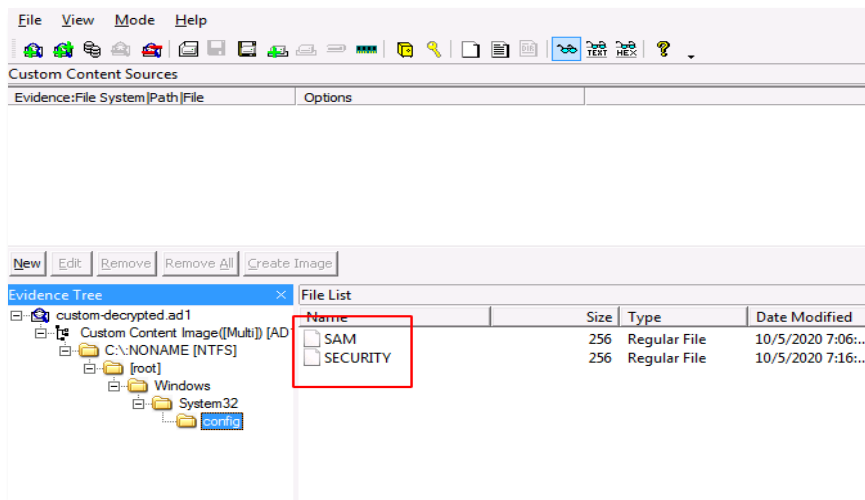 File View Mode Help
TEXT HEX
Custom Content Sources
Evidence:File System|Path|File Options
New Edit Remove Remove All Create Image
Evidence Tree File List
Name Size Type Date Modified
custom-decrypted.ad1
Custom Content Image([Multi]) [AD1
C:\:NONAME [NTFS]
[root]
Windows
System32
config
SAM 256 Regular File 10/5/2020 7:06:...
SECURITY 256 Regular File 10/5/2020 7:16:...